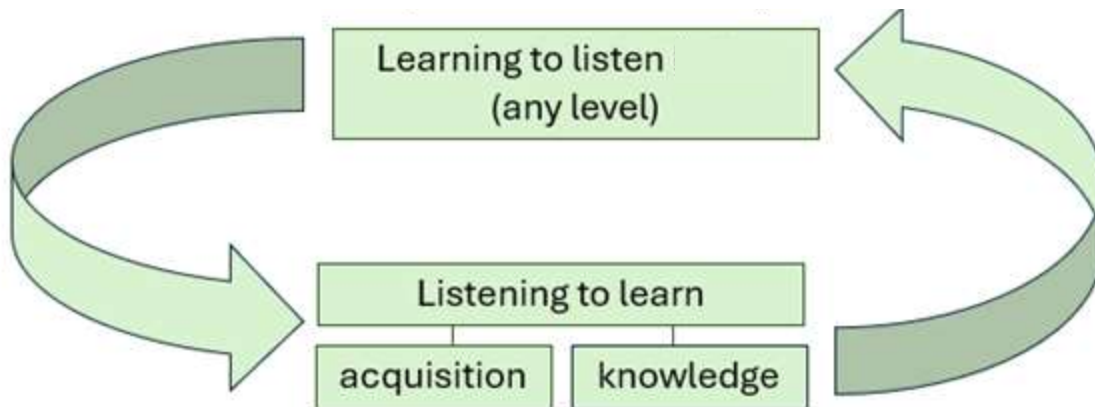 Learning to listen
(any level)
Listening to learn
acquisition
knowledge